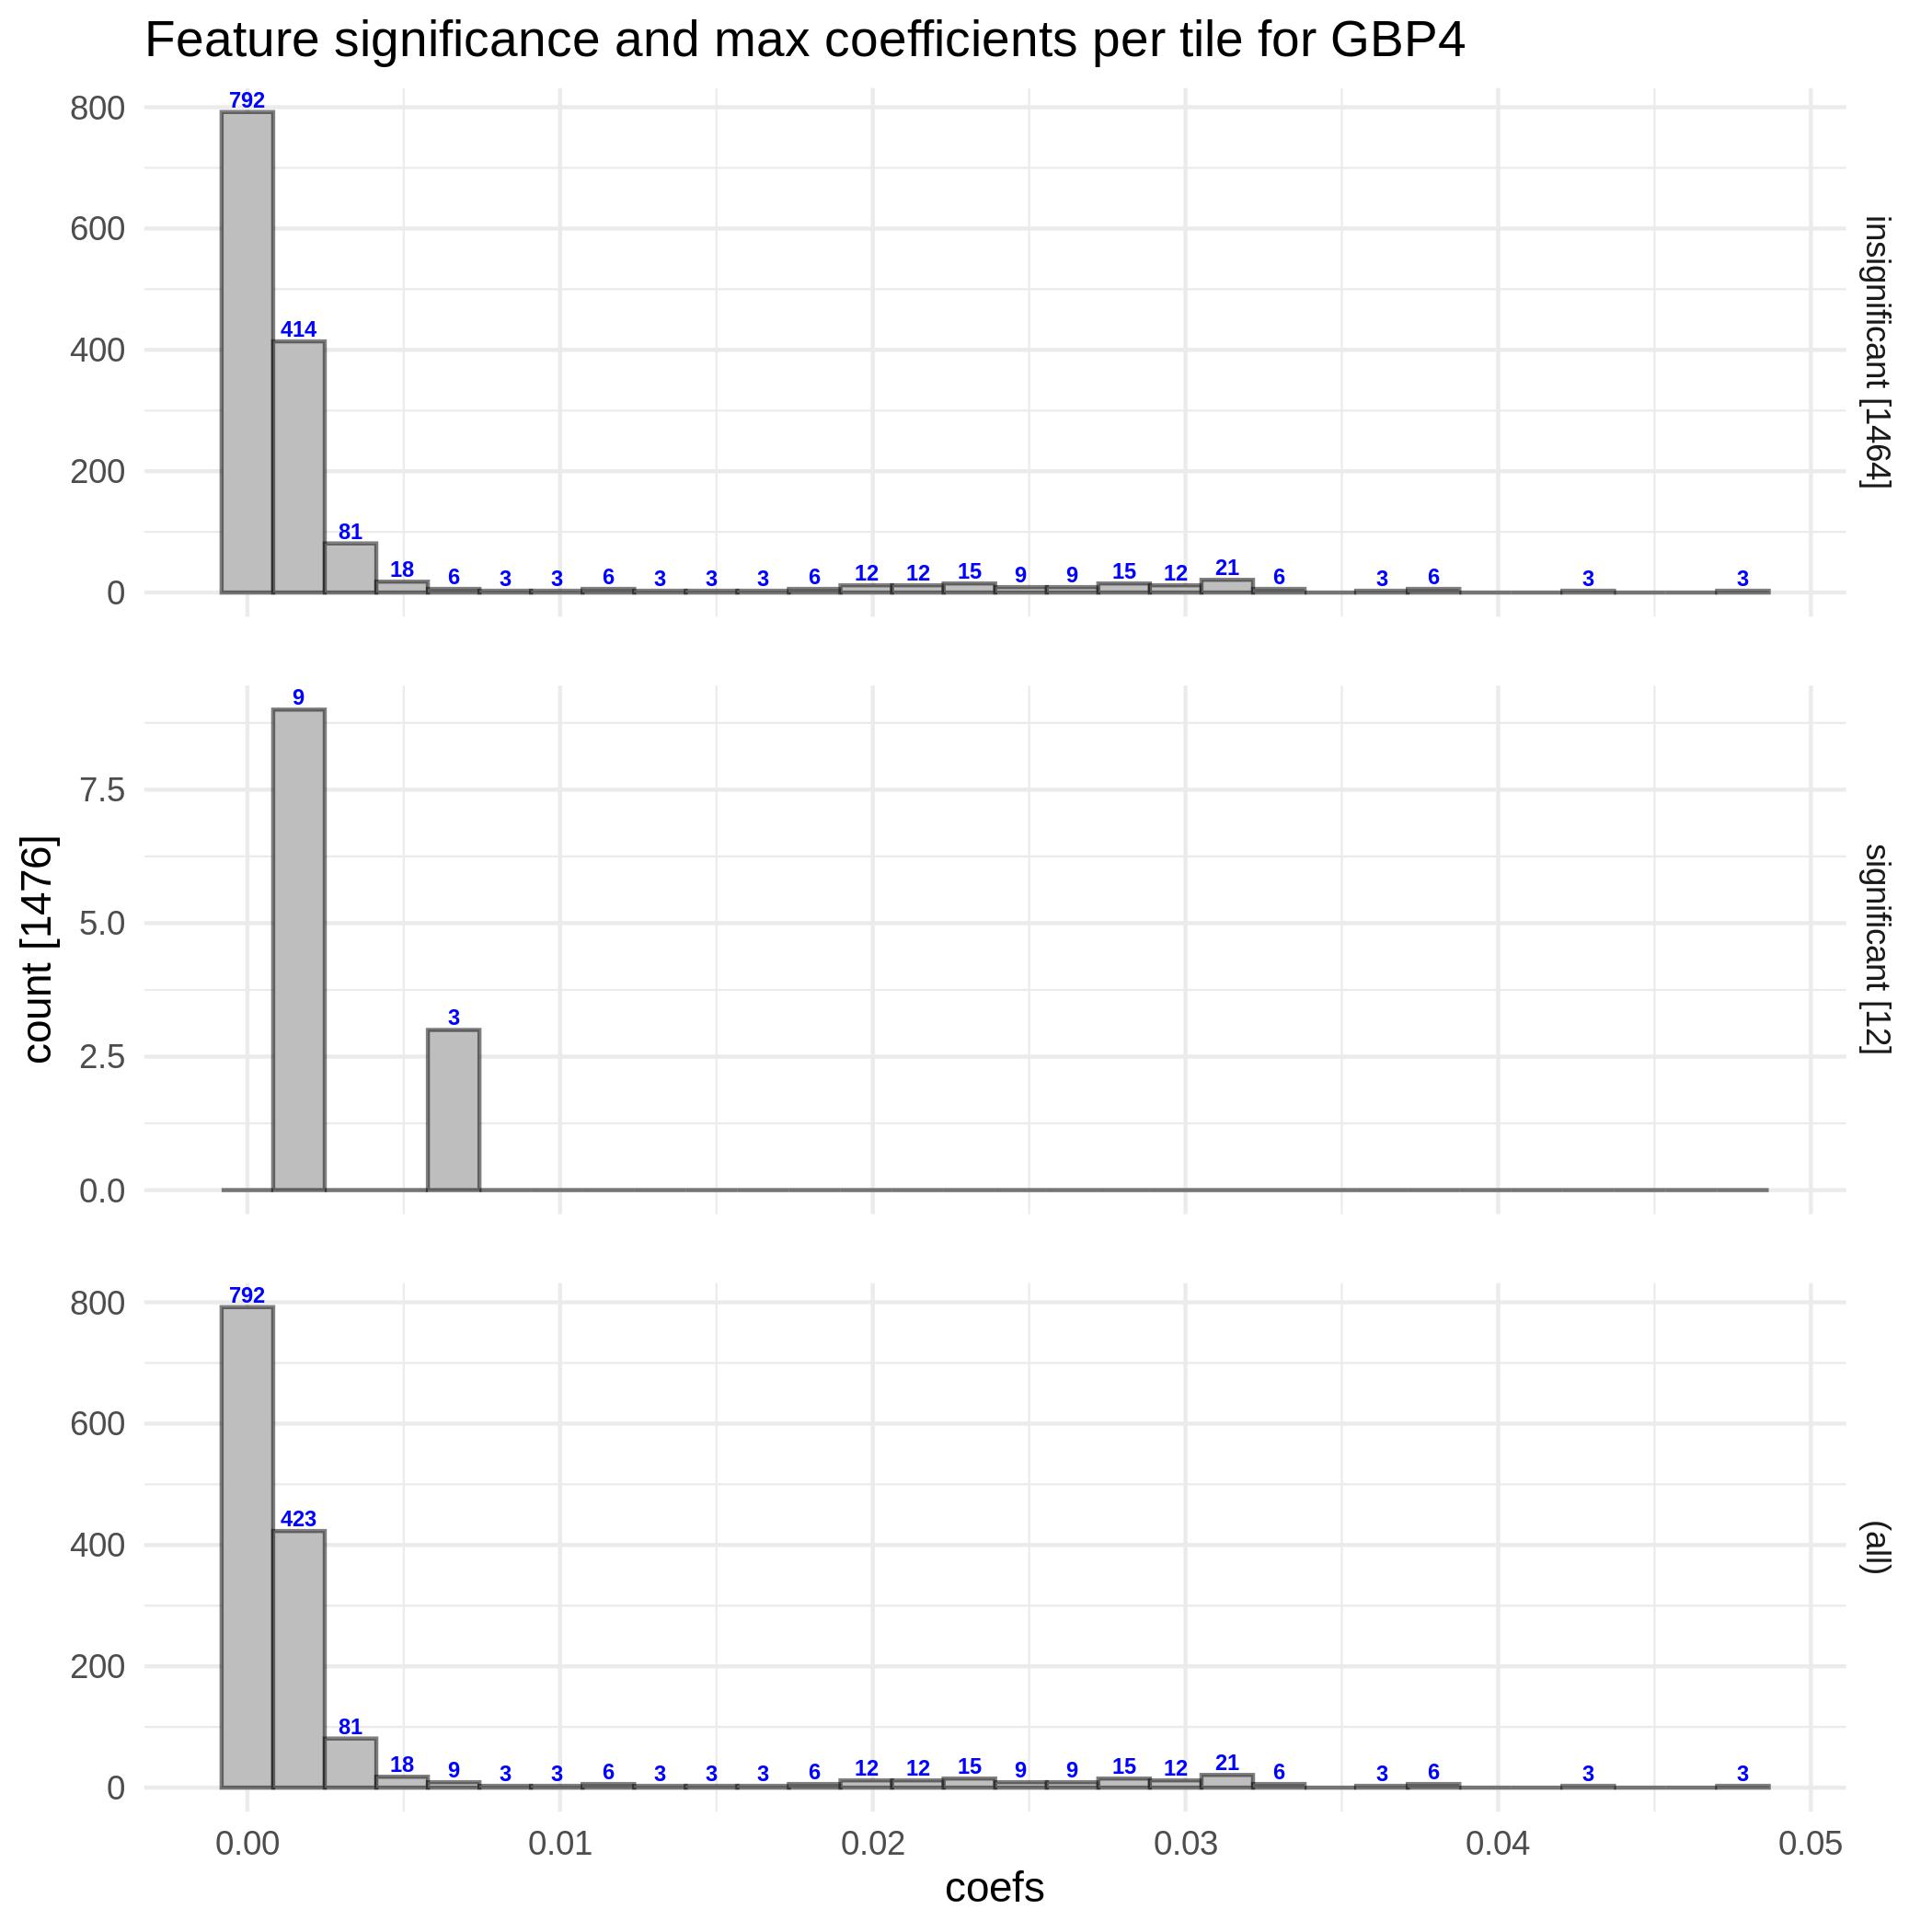 Feature significance and max coefficients per tile for GBP4
800
600
400
200
0
792
414
81
18 6 3 3 6 3 3 3 6 12 12 15 9 9 15 12 21 6 3 6 3 3
insignificant [1464]
count [1476]
7.5
5.0
2.5
0.0
9
3
significant [12]
800
600
400
200
0
792
423
81
18 9 3 3 6 3 3 3 6 12 12 15 9 9 15 12 21 6 3 6 3 3
(all)
0.00 0.01 0.02 0.03 0.04 0.05
coefs